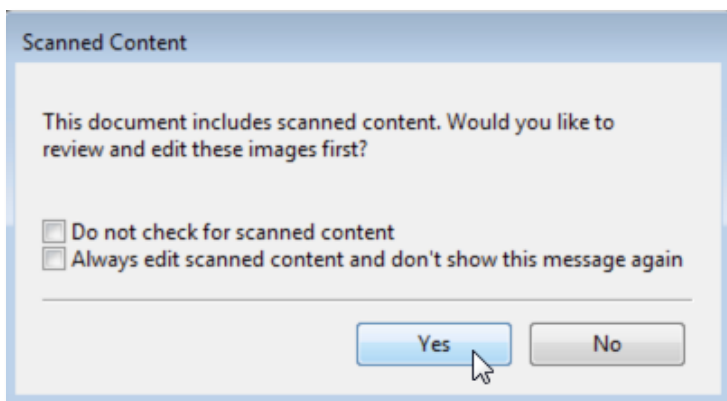 Scanned Content
This document includes scanned content. Would you like to
review and edit these images first?
Do not check for scanned content
Always edit scanned content and don't show this message again
Yes
No